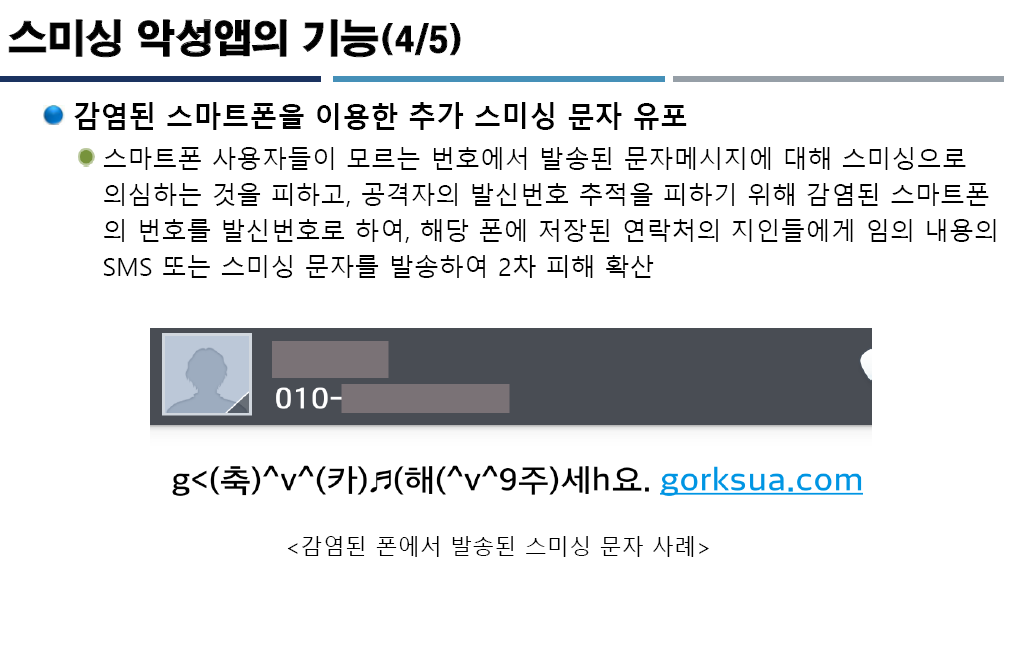 스미싱 악성앱의 기능(4/5)
감염된 스마트폰을 이용한 추가 스미싱 문자 유포
스마트폰 사용자들이 모르는 번호에서 발송된 문자메시지에 대해 스미싱으로
의심하는 것을 피하고, 공격자의 발신번호 추적을 피하기 위해 감염된 스마트폰
의 번호를 발신번호로 하여, 해당 폰에 저장된 연락처의 지인들에게 임의 내용의
SMS 또는 스미싱 문자를 발송하여 2차 피해 확산
010-
g<(축)^v^(카)♬(해(^v^9주)세h요. gorksua.com
<감염된 폰에서 발송된 스미싱 문자 사례>